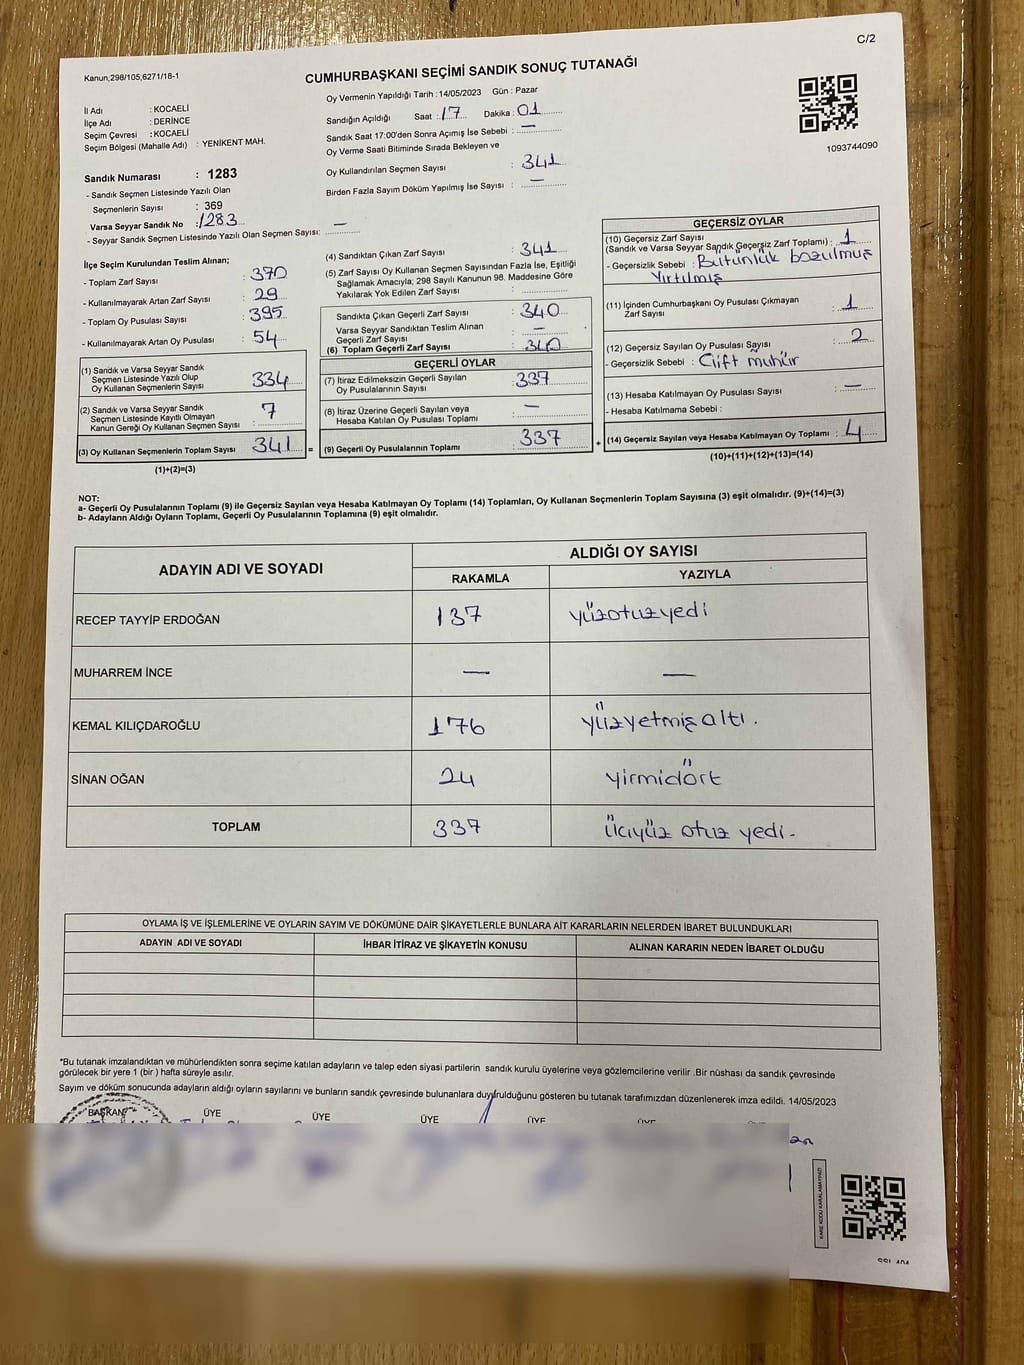 C/2
Kanun;298/105;6271/18-1
CUMHURBAŞKANI SEÇİMİ SANDIK SONUÇ TUTANAĞI
İl Adı : KOCAELİ
İlçe Adı : DERİNCE
Seçim Çevresi : KOCAELİ
Seçim Bölgesi (Mahalle Adı) : YENİKENT MAH.
Oy Vermenin Yapıldığı Tarih : 14/05/2023 Gün : Pazar
Sandığın Açıldığı Saat : 17 Dakika : 01
Sandık Saat 17:00'den Sonra Açımış İse Sebebi : —
Oy Verme Saati Bitiminde Sırada Bekleyen ve
Oy Kullandırılan Seçmen Sayısı : 341
Birden Fazla Sayım Döküm Yapılmış İse Sayısı : —
1093744090
Sandık Numarası : 1283
- Sandık Seçmen Listesinde Yazılı Olan
Seçmenlerin Sayısı : 369
Varsa Seyyar Sandık No : 1283
- Seyyar Sandık Seçmen Listesinde Yazılı Olan Seçmen Sayısı: —
İlçe Seçim Kurulundan Teslim Alınan;
- Toplam Zarf Sayısı : 370
- Kullanılmayarak Artan Zarf Sayısı : 29
- Toplam Oy Pusulası Sayısı : 395
- Kullanılmayarak Artan Oy Pusulası : 54
(1) Sandık ve Varsa Seyyar Sandık
Seçmen Listesinde Yazılı Olup
Oy Kullanan Seçmenlerin Sayısı : 334
(2) Sandık ve Varsa Seyyar Sandık
Seçmen Listesinde Kayıtlı Olmayan
Kanun Gereği Oy Kullanan Seçmen Sayısı : 7
(3) Oy Kullanan Seçmenlerin Toplam Sayısı : 341 =
(1)+(2)=(3)
(4) Sandıktan Çıkan Zarf Sayısı : 341
(5) Zarf Sayısı Oy Kullanan Seçmen Sayısından Fazla İse, Eşitliği
Sağlamak Amacıyla; 298 Sayılı Kanunun 98. Maddesine Göre
Yakılarak Yok Edilen Zarf Sayısı :
Sandıkta Çıkan Geçerli Zarf Sayısı : 340
Varsa Seyyar Sandıktan Teslim Alınan
Geçerli Zarf Sayısı : —
(6) Toplam Geçerli Zarf Sayısı : 340
GEÇERLİ OYLAR
(7) İtiraz Edilmeksizin Geçerli Sayılan
Oy Pusulalarının Sayısı : 337
(8) İtiraz Üzerine Geçerli Sayılan veya
Hesaba Katılan Oy Pusulası Toplamı : —
(9) Geçerli Oy Pusulalarının Toplamı : 337 +
GEÇERSİZ OYLAR
(10) Geçersiz Zarf Sayısı
(Sandık ve Varsa Seyyar Sandık Geçersiz Zarf Toplamı) : 1
- Geçersizlik Sebebi : Bütünlük bozulmuş
Yırtılmış
(11) İçinden Cumhurbaşkanı Oy Pusulası Çıkmayan
Zarf Sayısı : 1
(12) Geçersiz Sayılan Oy Pusulası Sayısı : 2
- Geçersizlik Sebebi : Çift mühür
(13) Hesaba Katılmayan Oy Pusulası Sayısı : —
- Hesaba Katılmama Sebebi :
(14) Geçersiz Sayılan veya Hesaba Katılmayan Oy Toplamı : 4
(10)+(11)+(12)+(13)=(14)
NOT:
a- Geçerli Oy Pusulalarının Toplamı (9) ile Geçersiz Sayılan veya Hesaba Katılmayan Oy Toplamı (14) Toplamları, Oy Kullanan Seçmenlerin Toplam Sayısına (3) eşit olmalıdır. (9)+(14)=(3)
b- Adayların Aldığı Oyların Toplamı, Geçerli Oy Pusulalarının Toplamına (9) eşit olmalıdır.
ADAYIN ADI VE SOYADI ALDIĞI OY SAYISI
RAKAMLA YAZIYLA
RECEP TAYYİP ERDOĞAN 137 yüzotuzyedi
MUHARREM İNCE — —
KEMAL KILIÇDAROĞLU 176 yüzyetmişaltı.
SİNAN OĞAN 24 yirmidört
TOPLAM 337 üçyüz otuz yedi-
OYLAMA İŞ VE İŞLEMLERİNE VE OYLARIN SAYIM VE DÖKÜMÜNE DAİR ŞİKAYETLERLE BUNLARA AİT KARARLARIN NELERDEN İBARET BULUNDUKLARI
ADAYIN ADI VE SOYADI İHBAR İTİRAZ VE ŞİKAYETİN KONUSU ALINAN KARARIN NEDEN İBARET OLDUĞU
*Bu tutanak imzalandıktan ve mühürlendikten sonra seçime katılan adayların ve talep eden siyasi partilerin sandık kurulu üyelerine veya gözlemcilerine verilir .Bir nüshası da sandık çevresinde
görülecek bir yere 1 (bir ) hafta süreyle asılır.
Sayım ve döküm sonucunda adayların aldığı oyların sayılarını ve bunların sandık çevresinde bulunanlara duyurulduğunu gösteren bu tutanak tarafımızdan düzenlenerek imza edildi. 14/05/2023
BAŞKAN ÜYE ÜYE ÜYE ÜYE
KARE KODU KARALAMAYINIZ!